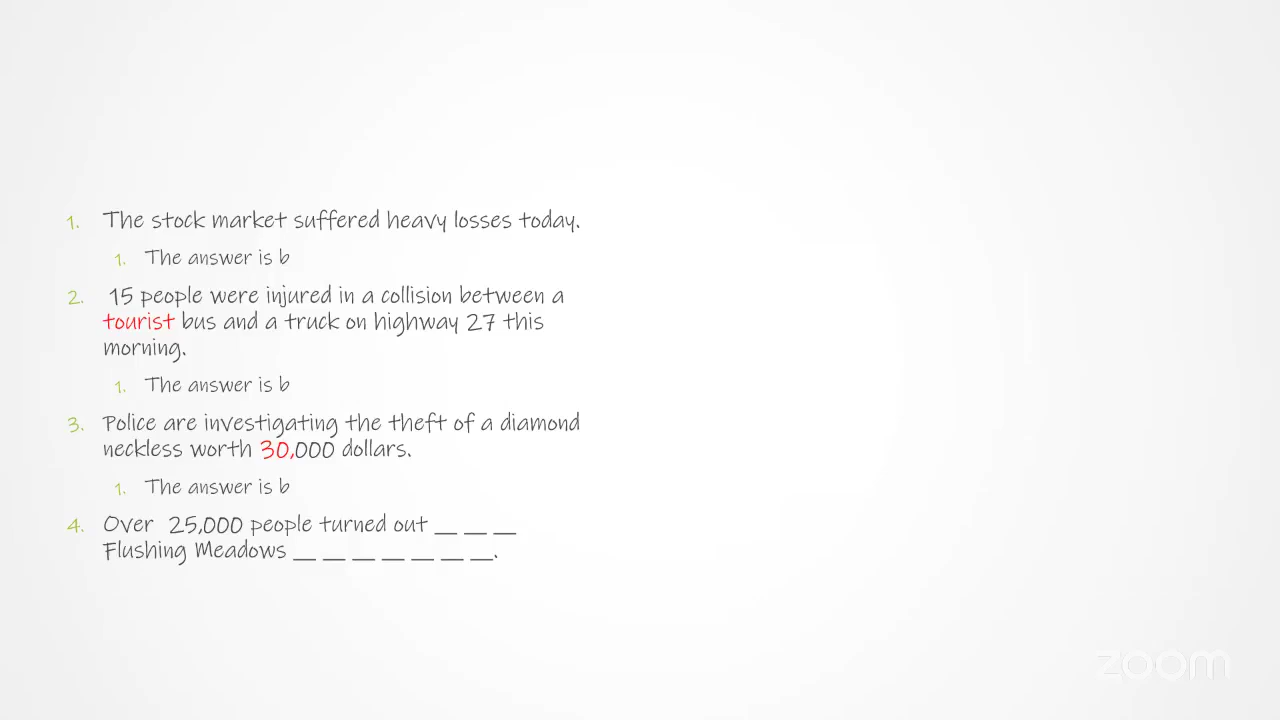 1. The stock market suffered heavy losses today.
1. The answer is b
2. 15 people were injured in a collision between a
tourist bus and a truck on highway 27 this
morning.
1. The answer is b
3. Police are investigating the theft of a diamond
neckless worth 30,000 dollars.
1. The answer is b
4. Over 25,000 people turned out __ __ __
Flushing Meadows __ __ __ __ __ __ __.
zoom